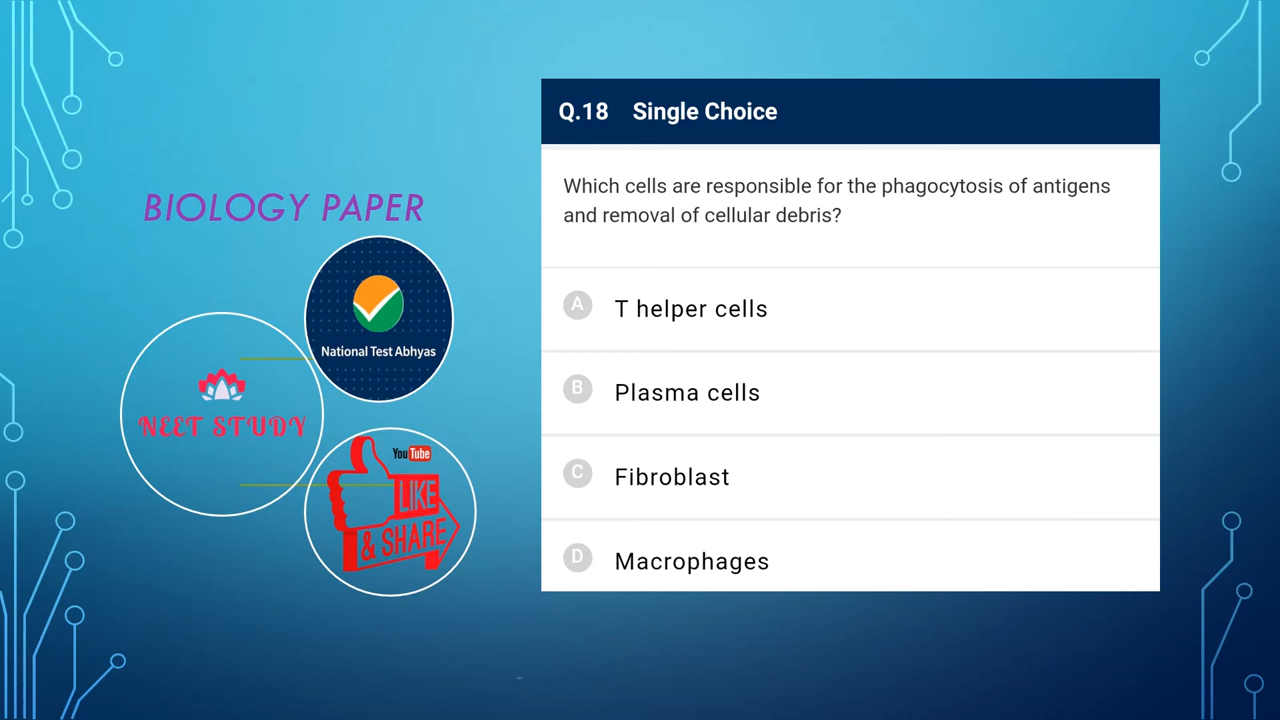 BIOLOGY PAPER
National Test Abhyas
NEET STUDY
YouTube
LIKE
& SHARE
Q.18 Single Choice
Which cells are responsible for the phagocytosis of antigens
and removal of cellular debris?
A T helper cells
B Plasma cells
C Fibroblast
D Macrophages